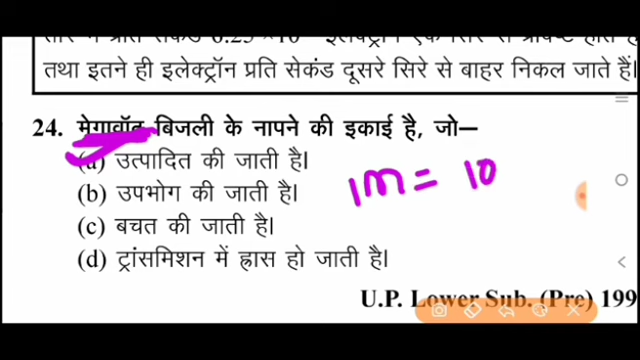 तथा इतने ही इलेक्ट्रॉन प्रति सेकंड दूसरे सिरे से बाहर निकल जाते हैं।
24. मेगावॉट बिजली के नापने की इकाई है, जो—
(a) उत्पादित की जाती है।
(b) उपभोग की जाती है।
1m = 10
(c) बचत की जाती है।
(d) ट्रांसमिशन में ह्रास हो जाती है।
U.P. Lower Sub. (Pre) 199